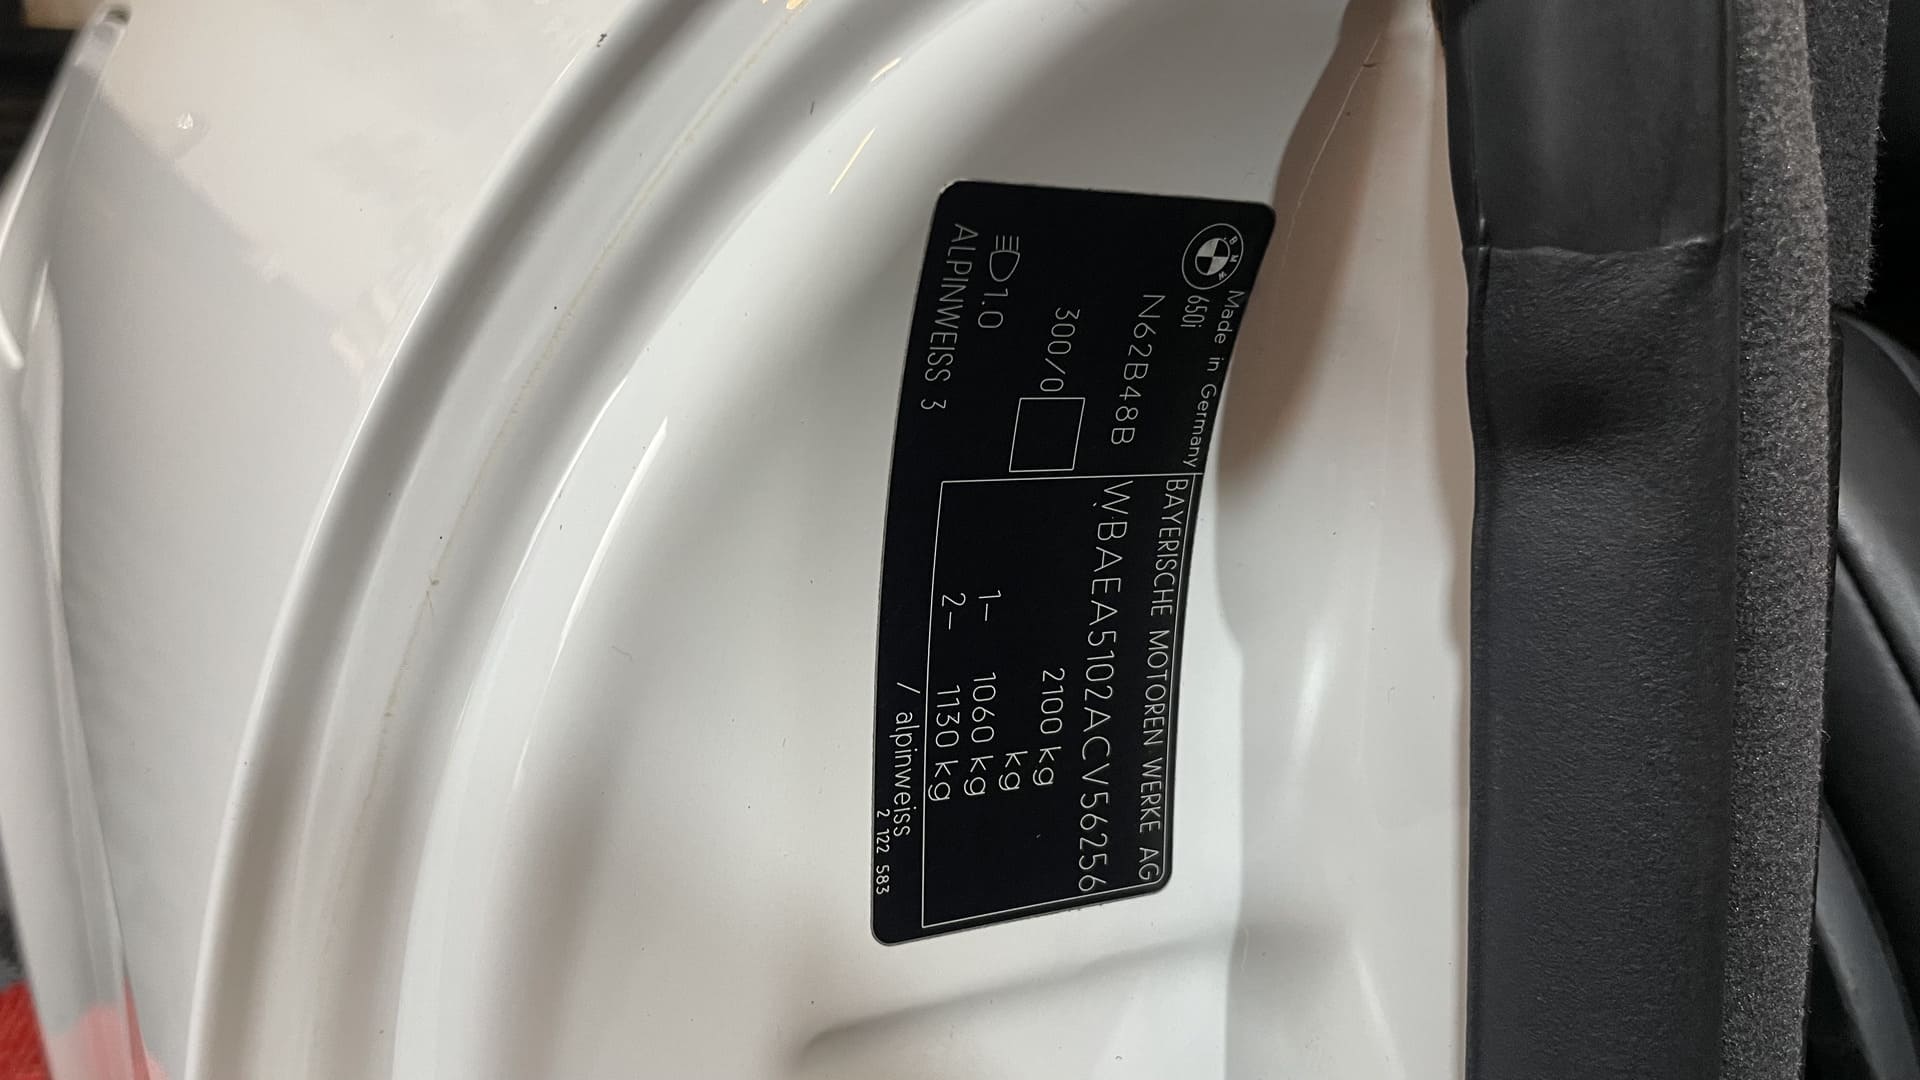 BMW
Made in Germany
650i
N62B48B
300/0
1.0
ALPINWEISS 3
BAYERISCHE MOTOREN WERKE AG
WBAEA5102ACV56256
2100 kg
kg
1- 1060 kg
2- 1130 kg
/ alpinweiss
2 122 583